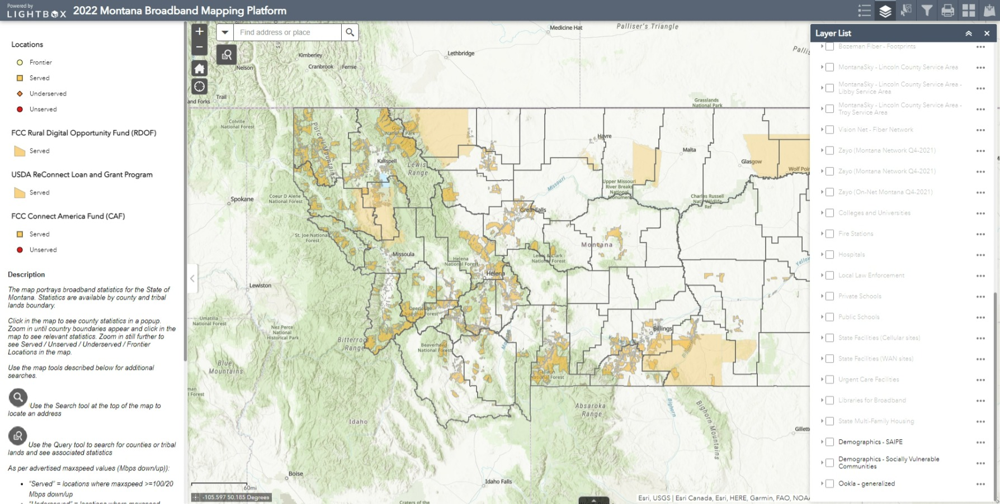 Powered by
LIGHTBOX
2022 Montana Broadband Mapping Platform
Locations
Frontier
Served
Underserved
Unserved
FCC Rural Digital Opportunity Fund (RDOF)
Served
USDA ReConnect Loan and Grant Program
Served
FCC Connect America Fund (CAF)
Served
Unserved
Description
The map portrays broadband statistics for the State of
Montana. Statistics are available by county and tribal
lands boundary.
Click in the map to see county statistics in a popup.
Zoom in until country boundaries appear and click in the
map to see relevant statistics. Zoom in still further to
see Served / Unserved / Underserved / Frontier
Locations in the map.
Use the map tools described below for additional
searches.
Use the Search tool at the top of the map to
locate an address
Use the Query tool to search for counties or tribal
lands and see associated statistics
As per advertised maxspeed values (Mbps down/up)):
• "Served" = locations where maxspeed >=100/20
Mbps down/up
• "Underserved" = locations where maxspeed
+
−
Find address or place
Medicine Hat
Palliser's Triangle
Lethbridge
Kimberley
Nelson
Cranbrook
Fernie
Trail
and Forks
Grasslands
National Park
Colville
National Forest
Purcell Mountains
Glacier
National Park
Havre
Malta
Kalispell
Lewis
Range
Glasgow
Wolf Poin
Missouri
Upper Missouri
River Breaks
National
Monument
Spokane
Coeur D Alene
National Forest
Charles Russell
Natl Wildlife
Ref
Great Falls
St. Joe National
Forest
Montana
Missoula
Helena
National Forest
Lewis & Clark
National Forest
Yellow
Helena
Lewiston
Deerlodge
National Forest
Umatilla
National Forest
Nez Perce
National
Historical Park
Billings
Bitterroot
Range
Beaverhead
National Forest
Blue
Mountains
Gallatin
National Forest
man
l Forest
Absaroka
Range
Bighorn
Bighorn Mountains
Idaho
Gillett
Boise
Idaho Falls
60mi
-105.597 50.185 Degrees
Craters of the
Esri, USGS | Esri Canada, Esri, HERE, Garmin, FAO, NOAA
Layer List
Bozeman Fiber - Footprints
MontanaSky - Lincoln County Service Area
MontanaSky - Lincoln County Service Area -
Libby Service Area
MontanaSky - Lincoln County Service Area -
Troy Service Area
Vision Net - Fiber Network
Zayo (Montana Network Q4-2021)
Zayo (Montana Network Q4-2021)
Zayo (On-Net Montana Q4-2021)
Colleges and Universities
Fire Stations
Hospitals
Local Law Enforcement
Private Schools
Public Schools
State Facilities (Cellular sites)
State Facilities (WAN sites)
Urgent Care Facilities
Libraries for Broadband
State Multi-Family Housing
Demographics - SAIPE
Demographics - Socially Vulnerable
Communities
Ookla - generalized